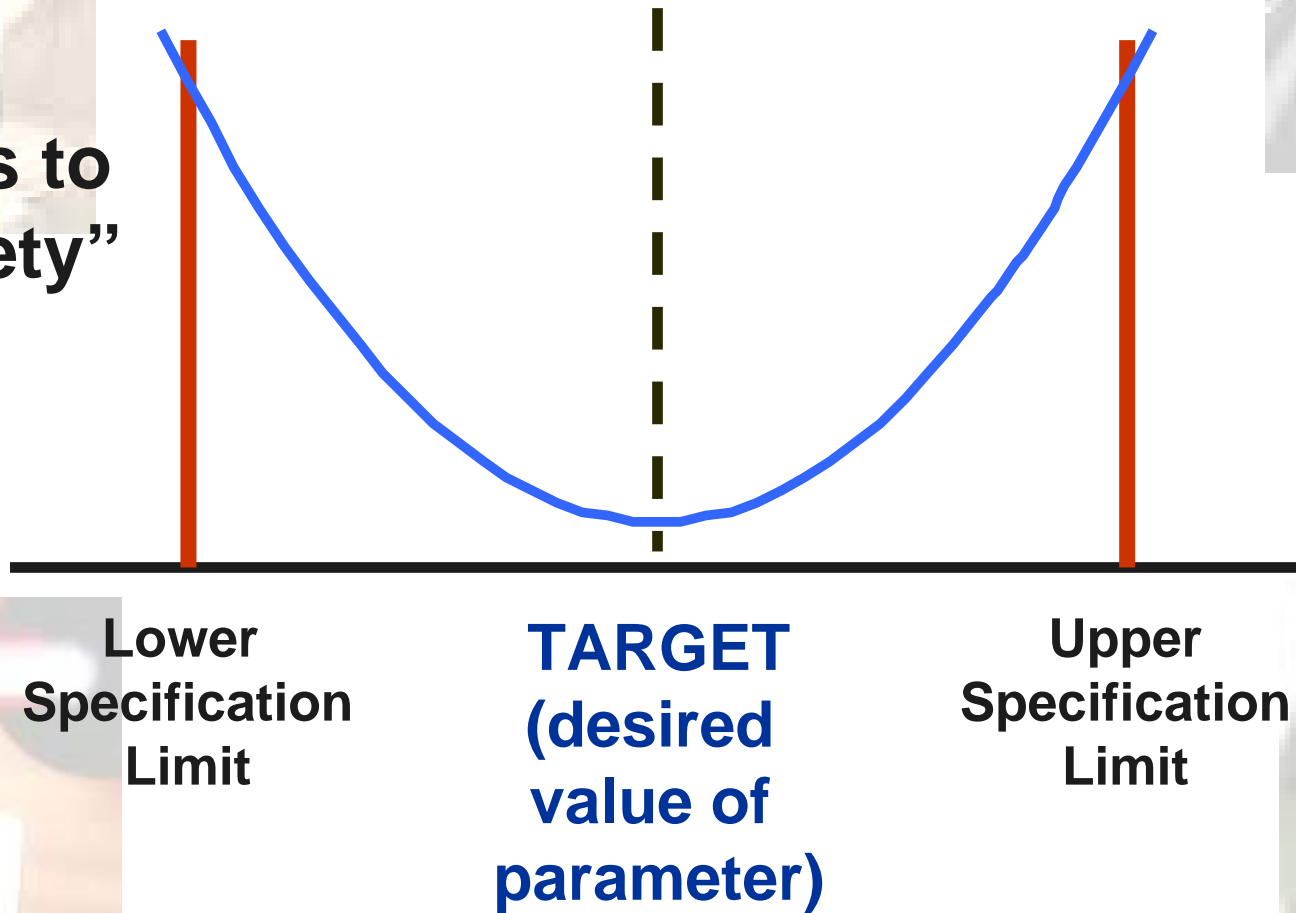 s to
ety”
Lower
Specification
Limit
TARGET
(desired
value of
parameter)
Upper
Specification
Limit